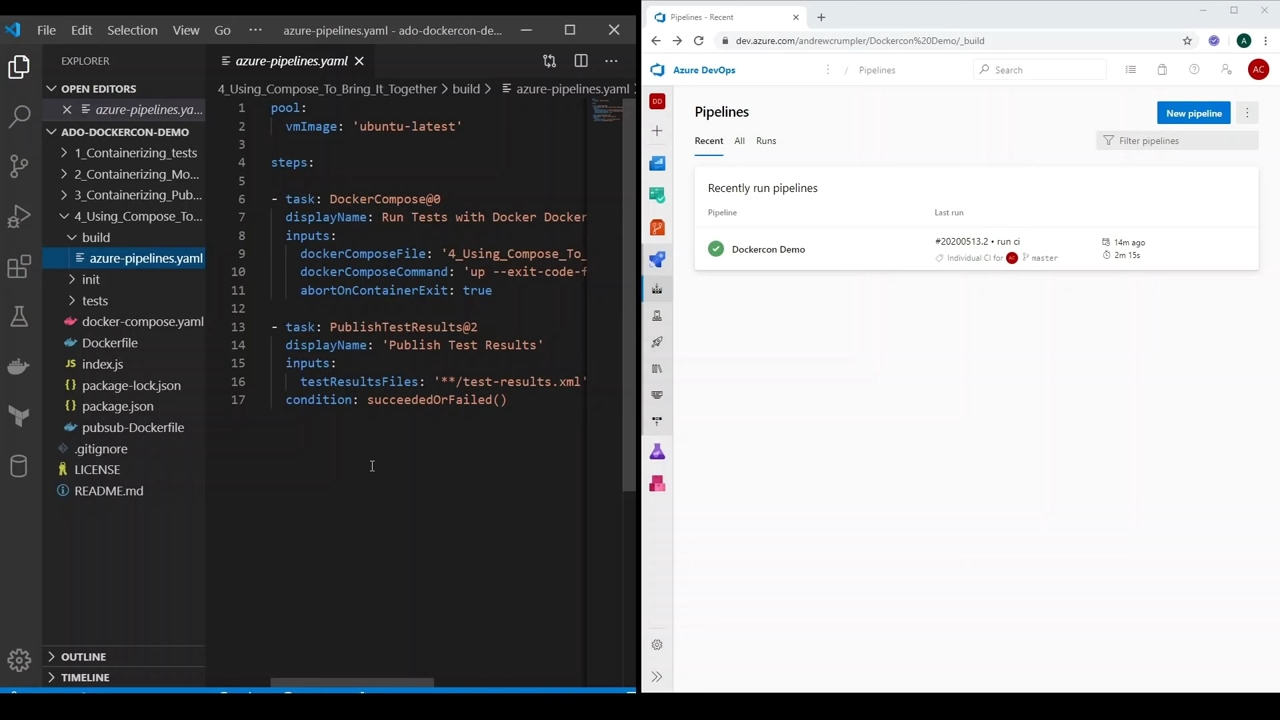 File Edit Selection View Go ··· azure-pipelines.yaml - ado-dockercon-de...
EXPLORER
OPEN EDITORS
azure-pipelines.ya...
ADO-DOCKERCON-DEMO
1_Containerizing_tests
2_Containerizing_Mo...
3_Containerizing_Pub...
4_Using_Compose_To...
build
azure-pipelines.yaml
init
tests
docker-compose.yaml
Dockerfile
index.js
package-lock.json
package.json
pubsub-Dockerfile
.gitignore
LICENSE
README.md
OUTLINE
TIMELINE
azure-pipelines.yaml
4_Using_Compose_To_Bring_It_Together > build > azure-pipelines.yaml
1 pool:
2 vmImage: 'ubuntu-latest'
3
4 steps:
5
6 - task: DockerCompose@0
7 displayName: Run Tests with Docker Docker
8 inputs:
9 dockerComposeFile: '4_Using_Compose_To_
10 dockerComposeCommand: 'up --exit-code-f
11 abortOnContainerExit: true
12
13 - task: PublishTestResults@2
14 displayName: 'Publish Test Results'
15 inputs:
16 testResultsFiles: '**/test-results.xml'
17 condition: succeededOrFailed()
Pipelines - Recent
dev.azure.com/andrewcrumpler/Dockercon%20Demo/_build
A
Azure DevOps
/ Pipelines
Search
AC
DD
Pipelines
New pipeline
Recent All Runs
Filter pipelines
Recently run pipelines
Pipeline Last run
Dockercon Demo
#20200513.2 • run ci
14m ago
Individual CI for AC master
2m 15s